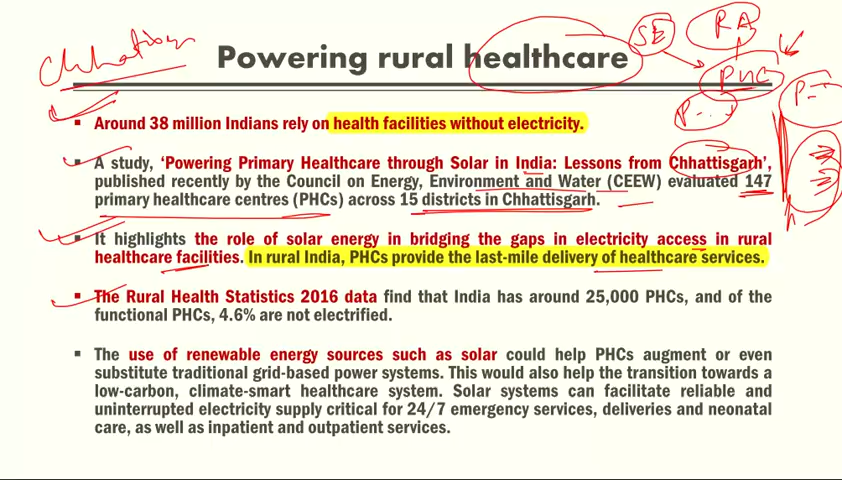 Chhattisg
Powering rural healthcare
SE
RA
PHC
▪ Around 38 million Indians rely on health facilities without electricity.
▪ A study, ‘Powering Primary Healthcare through Solar in India: Lessons from Chhattisgarh’,
published recently by the Council on Energy, Environment and Water (CEEW) evaluated 147
primary healthcare centres (PHCs) across 15 districts in Chhattisgarh.
▪ It highlights the role of solar energy in bridging the gaps in electricity access in rural
healthcare facilities. In rural India, PHCs provide the last-mile delivery of healthcare services.
▪ The Rural Health Statistics 2016 data find that India has around 25,000 PHCs, and of the
functional PHCs, 4.6% are not electrified.
▪ The use of renewable energy sources such as solar could help PHCs augment or even
substitute traditional grid-based power systems. This would also help the transition towards a
low-carbon, climate-smart healthcare system. Solar systems can facilitate reliable and
uninterrupted electricity supply critical for 24/7 emergency services, deliveries and neonatal
care, as well as inpatient and outpatient services.